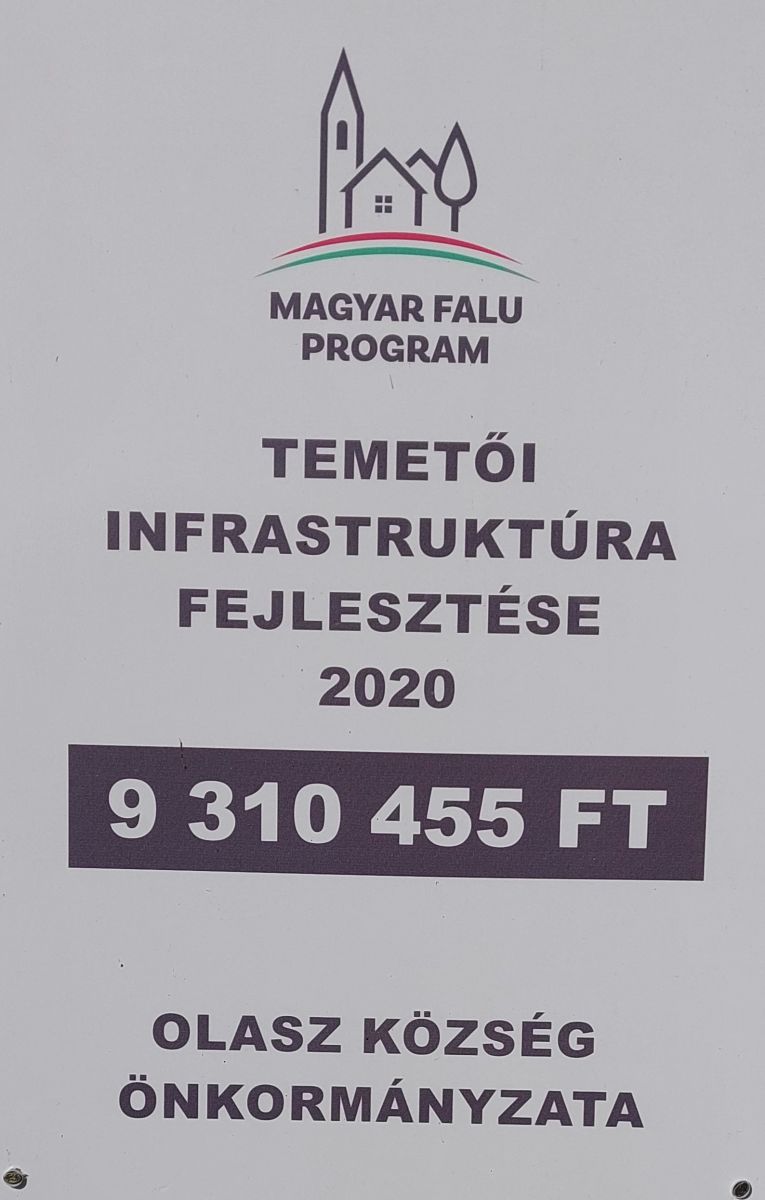 MAGYAR FALU
PROGRAM
TEMETŐI
INFRASTRUKTÚRA
FEJLESZTÉSE
2020
9 310 455 FT
OLASZ KÖZSÉG
ÖNKORMÁNYZATA